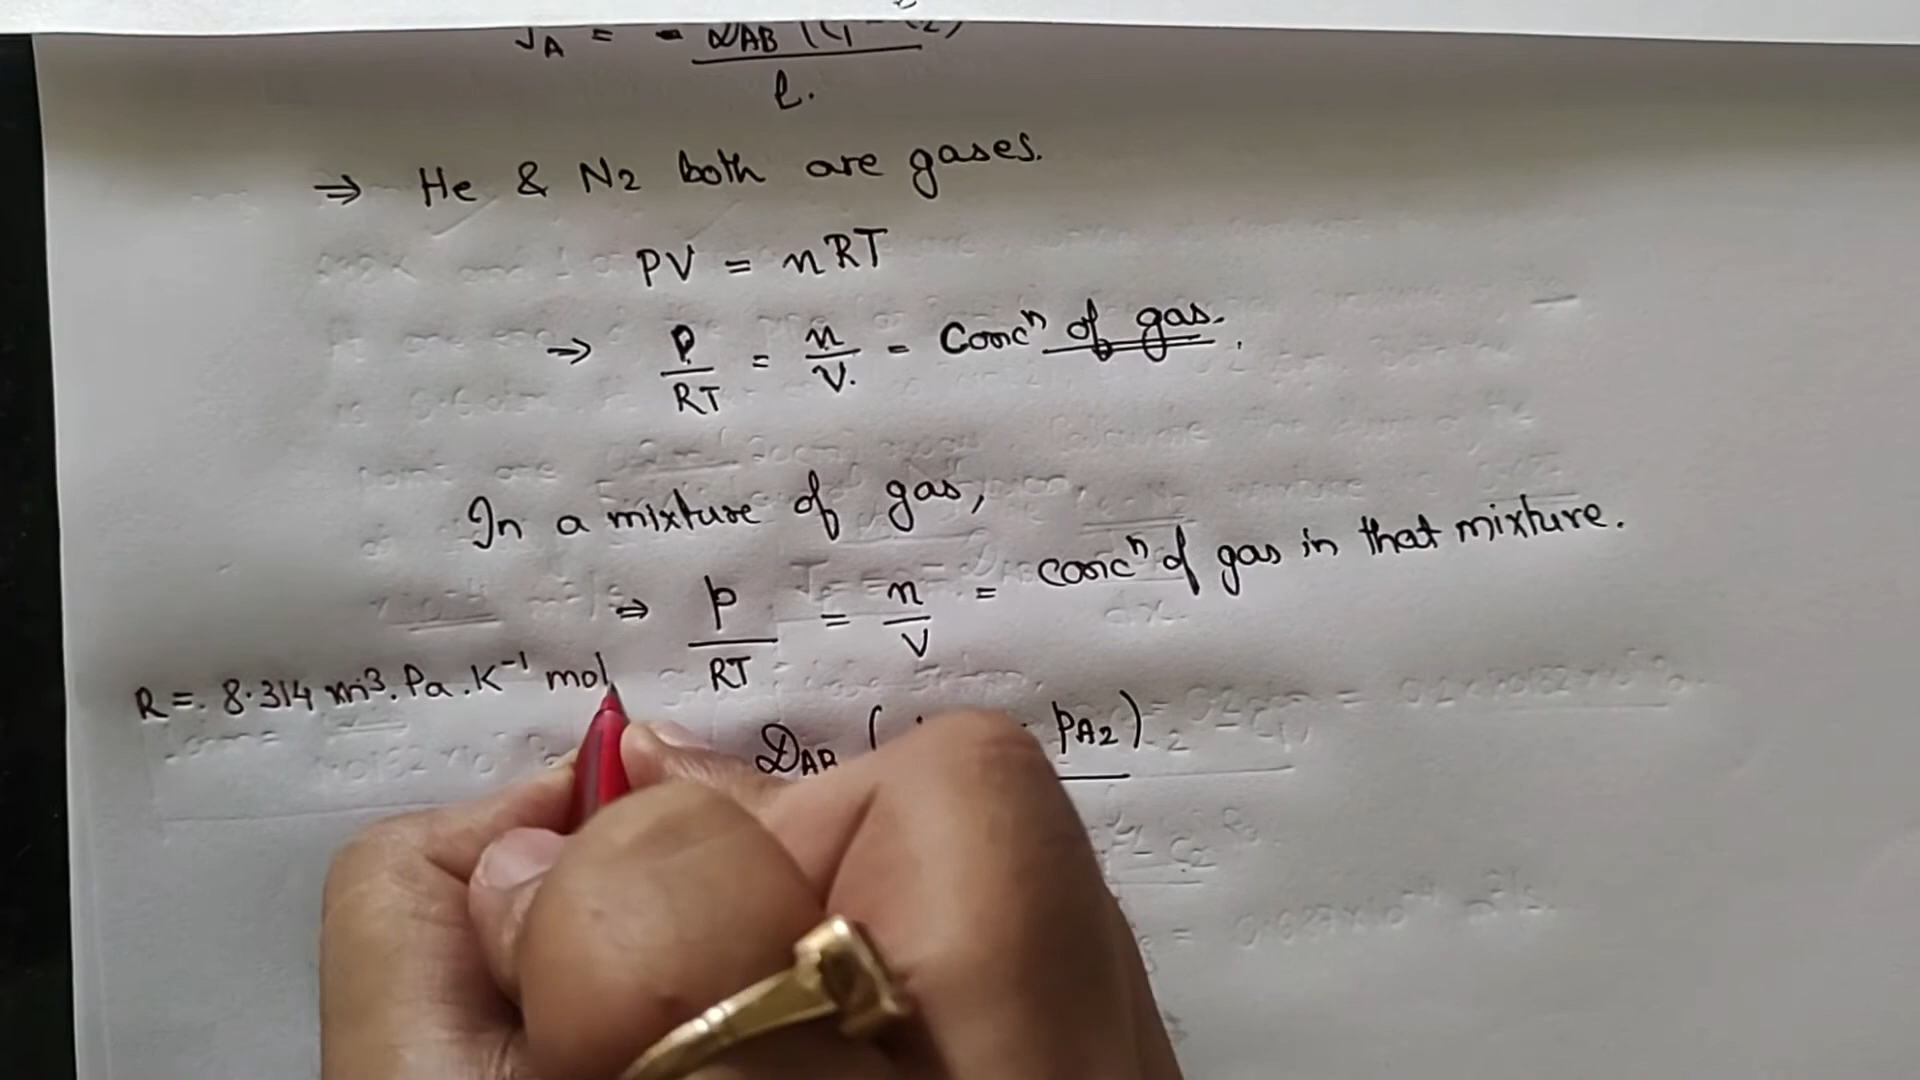 JA = - DAB (C1 - C2)
l.
⇒ He & N2 both are gases.
PV = nRT
⇒ P/RT = n/V. = Concⁿ of gas.
In a mixture of gas,
⇒ p/RT = n/V = concⁿ of gas in that mixture.
R = 8.314 m³.Pa.K⁻¹ mol
DAB ( pA2)